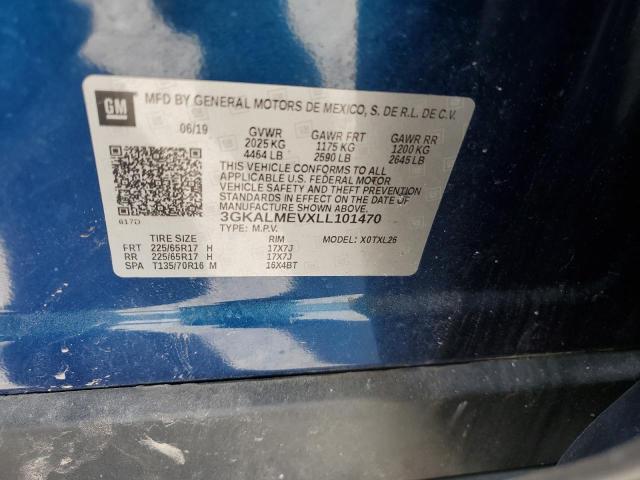 GM MFD BY GENERAL MOTORS DE MEXICO, S. DE R.L. DE C.V.
06/19 GVWR GAWR FRT GAWR RR
2025 KG 1175 KG 1200 KG
4464 LB 2590 LB 2645 LB
THIS VEHICLE CONFORMS TO ALL
APPLICABLE U.S. FEDERAL MOTOR
VEHICLE SAFETY AND THEFT PREVENTION
STANDARDS IN EFFECT ON THE DATE OF
MANUFACTURE SHOWN ABOVE.
617D 3GKALMEVXLL101470
TYPE: M.P.V.
TIRE SIZE RIM MODEL: X0TXL26
FRT 225/65R17 H 17X7J
RR 225/65R17 H 17X7J
SPA T135/70R16 M 16X4BT